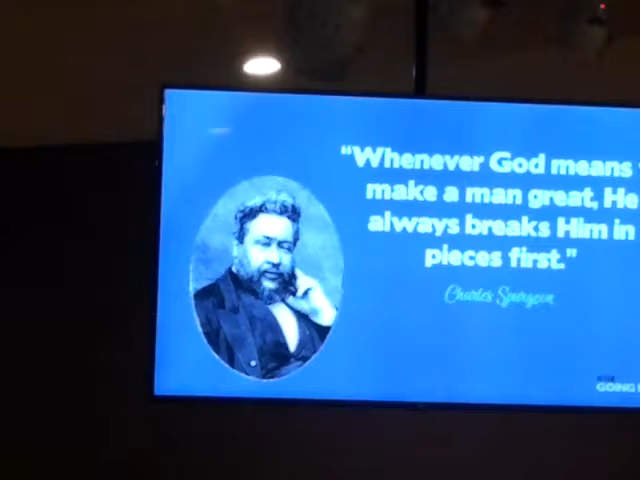 "Whenever God means
make a man great, He
always breaks Him in
pieces first."
Charles Spurgeon
GOING